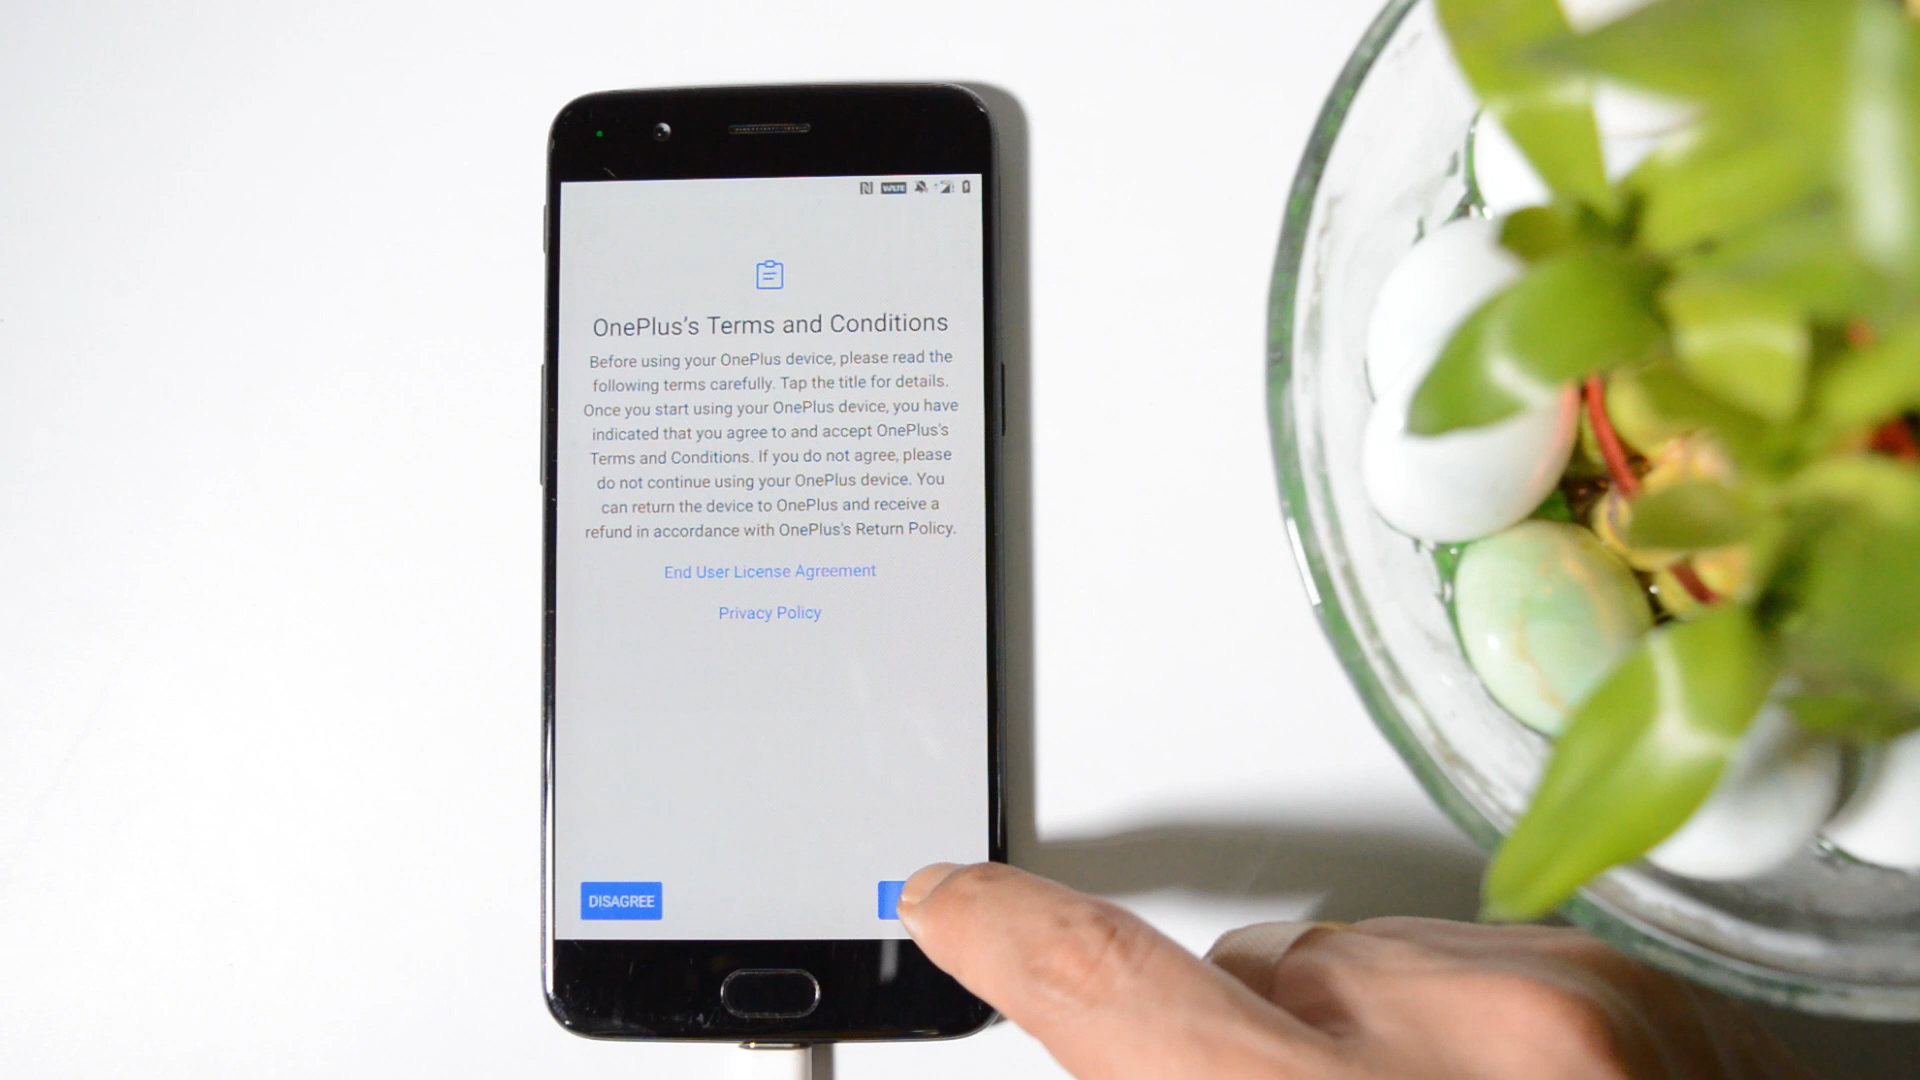 VoLTE
OnePlus's Terms and Conditions
Before using your OnePlus device, please read the
following terms carefully. Tap the title for details.
Once you start using your OnePlus device, you have
indicated that you agree to and accept OnePlus's
Terms and Conditions. If you do not agree, please
do not continue using your OnePlus device. You
can return the device to OnePlus and receive a
refund in accordance with OnePlus's Return Policy.
End User License Agreement
Privacy Policy
DISAGREE